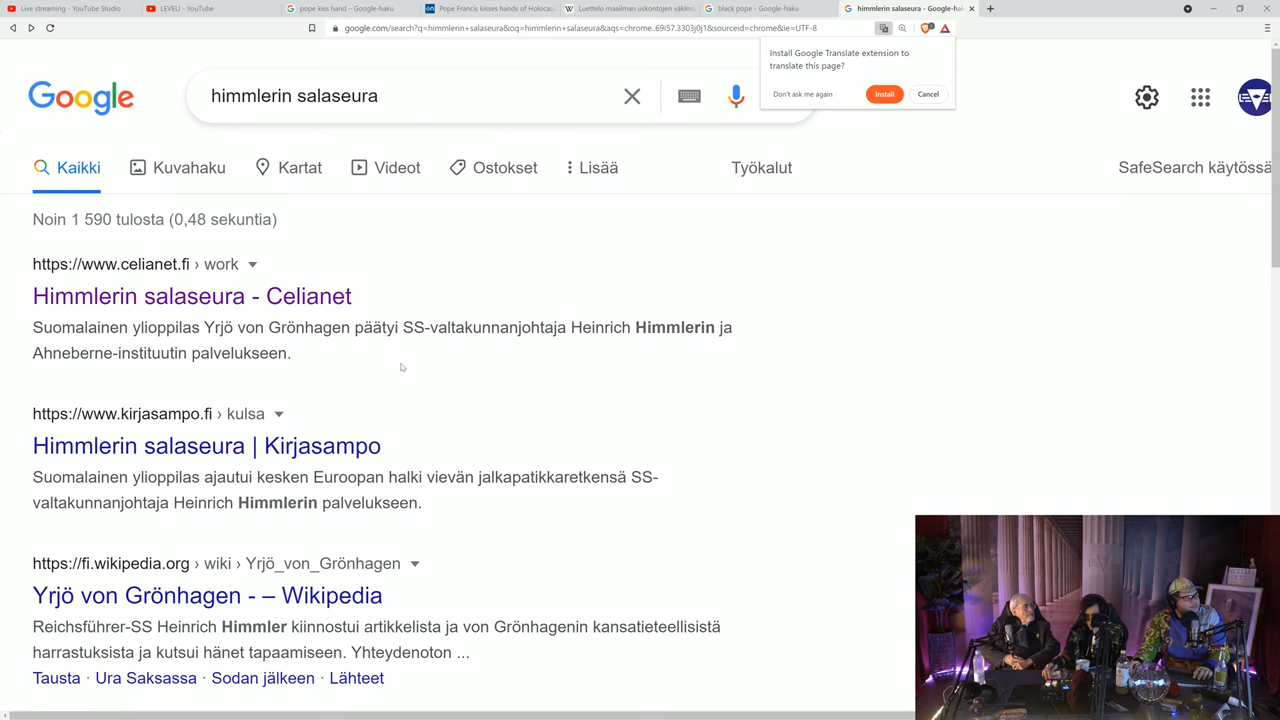 Live streaming - YouTube Studio
LEVELI - YouTube
pope kiss hand – Google-haku
Pope Francis kisses hands of Holocau
Luettelo maailman uskontojen väkim
black pope - Google-haku
himmlerin salaseura - Google-ha
google.com/search?q=himmlerin+salaseura&oq=himmlerin+salaseura&aqs=chrome..69i57.3303j0j1&sourceid=chrome&ie=UTF-8
Install Google Translate extension to
translate this page?
Don't ask me again
Install
Cancel
Google
himmlerin salaseura
Kaikki
Kuvahaku
Kartat
Videot
Ostokset
Lisää
Työkalut
SafeSearch käytössä
Noin 1 590 tulosta (0,48 sekuntia)
https://www.celianet.fi › work
Himmlerin salaseura - Celianet
Suomalainen ylioppilas Yrjö von Grönhagen päätyi SS-valtakunnanjohtaja Heinrich Himmlerin ja
Ahneberne-instituutin palvelukseen.
https://www.kirjasampo.fi › kulsa
Himmlerin salaseura | Kirjasampo
Suomalainen ylioppilas ajautui kesken Euroopan halki vievän jalkapatikkaretkensä SS-
valtakunnanjohtaja Heinrich Himmlerin palvelukseen.
https://fi.wikipedia.org › wiki › Yrjö_von_Grönhagen
Yrjö von Grönhagen - – Wikipedia
Reichsführer-SS Heinrich Himmler kiinnostui artikkelista ja von Grönhagenin kansatieteellisistä
harrastuksista ja kutsui hänet tapaamiseen. Yhteydenoton ...
Tausta · Ura Saksassa · Sodan jälkeen · Lähteet